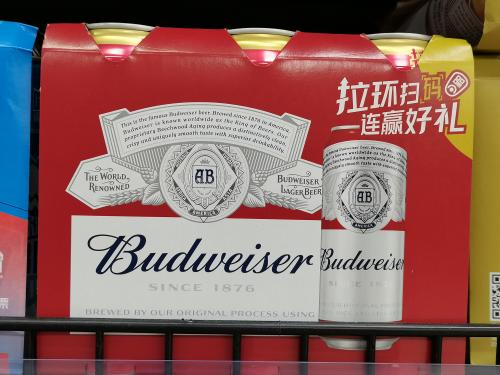 拉环扫码
一连赢好礼
This is the famous Budweiser beer. Brewed since 1876 in America,
Budweiser is known worldwide as the King of Beers. Our
proprietary Beechwood Aging produces a distinctively clean,
crisp and uniquely smooth taste with superior drinkability.
THE WORLD
RENOWNED
AB
AMERICA
BUDWEISER
LAGER BEER
Budweiser
SINCE 1876
BREWED BY OUR ORIGINAL PROCESS USING
AB
AMERICA
Budweiser